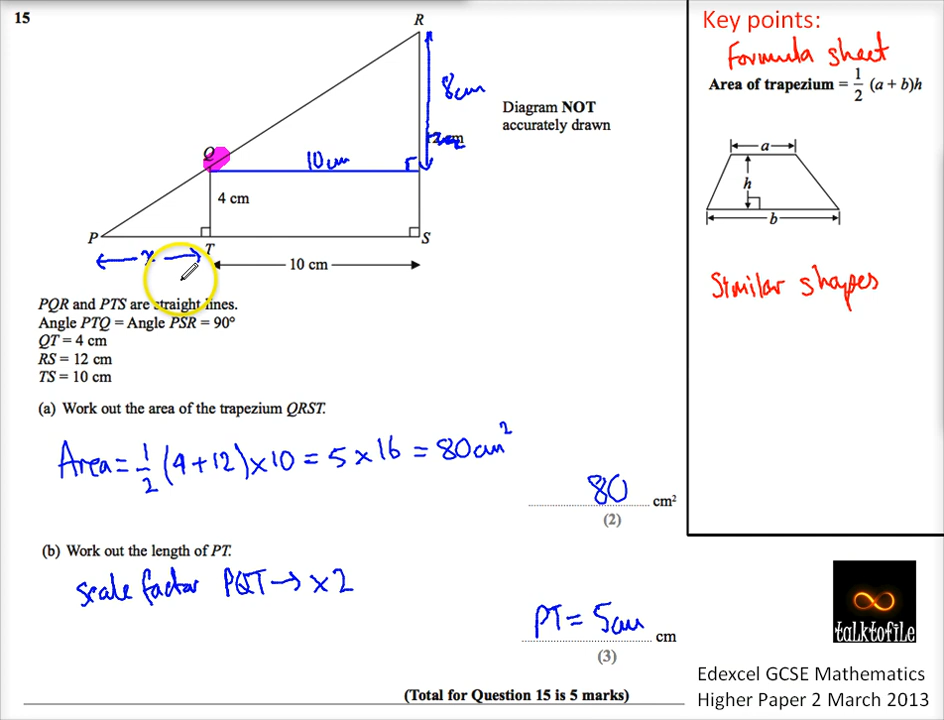 15
R
8cm
Diagram NOT
accurately drawn
Q
10cm
4 cm
P
T
S
x
10 cm
PQR and PTS are straight lines.
Angle PTQ = Angle PSR = 90°
QT = 4 cm
RS = 12 cm
TS = 10 cm
(a) Work out the area of the trapezium QRST.
Area = 1/2 (4+12) × 10 = 5 × 16 = 80cm²
80 cm²
(2)
(b) Work out the length of PT.
scale factor PQT → ×2
PT = 5cm cm
(3)
(Total for Question 15 is 5 marks)
Key points:
Formula sheet
Area of trapezium = 1/2 (a + b)h
a
h
b
Similar shapes
talktofile
Edexcel GCSE Mathematics
Higher Paper 2 March 2013